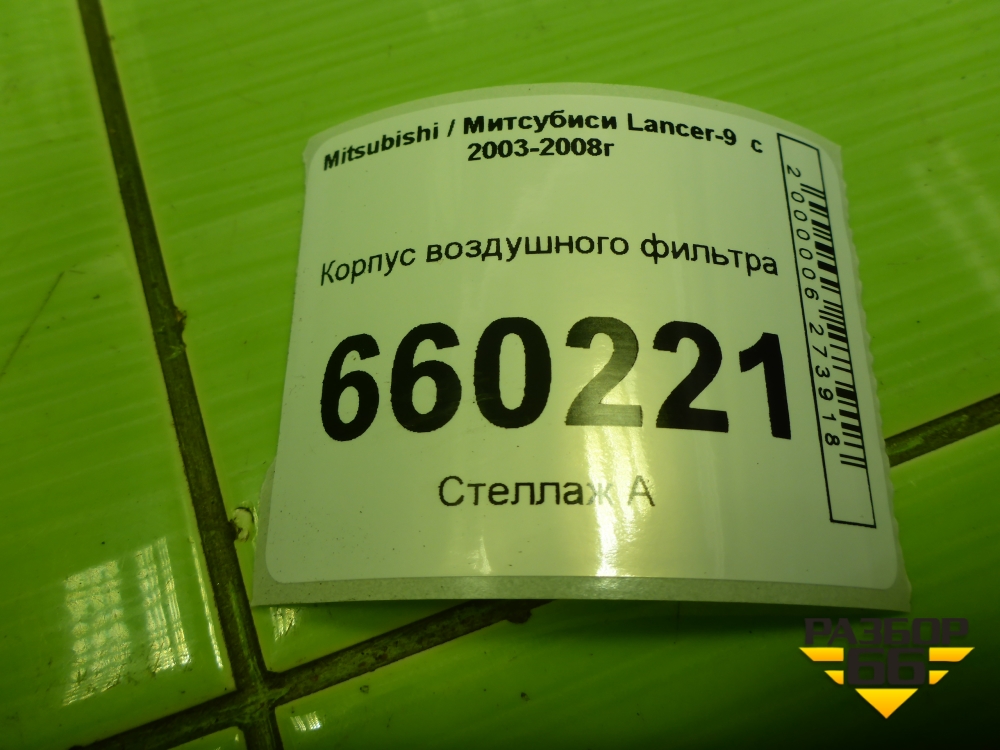 Mitsubishi / Митсубиси Lancer-9 с
2003-2008г
Корпус воздушного фильтра
660221
Стеллаж А
2000006273918
РАЗБОР
66